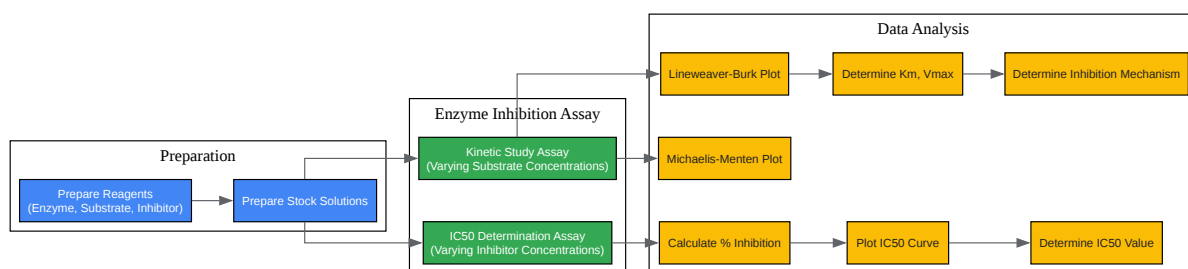 Data Analysis
Lineweaver-Burk Plot
Determine Km, Vmax
Determine Inhibition Mechanism
Enzyme Inhibition Assay
Kinetic Study Assay
(Varying Substrate Concentrations)
Michaelis-Menten Plot
Preparation
Prepare Reagents
(Enzyme, Substrate, Inhibitor)
Prepare Stock Solutions
IC50 Determination Assay
(Varying Inhibitor Concentrations)
Calculate % Inhibition
Plot IC50 Curve
Determine IC50 Value